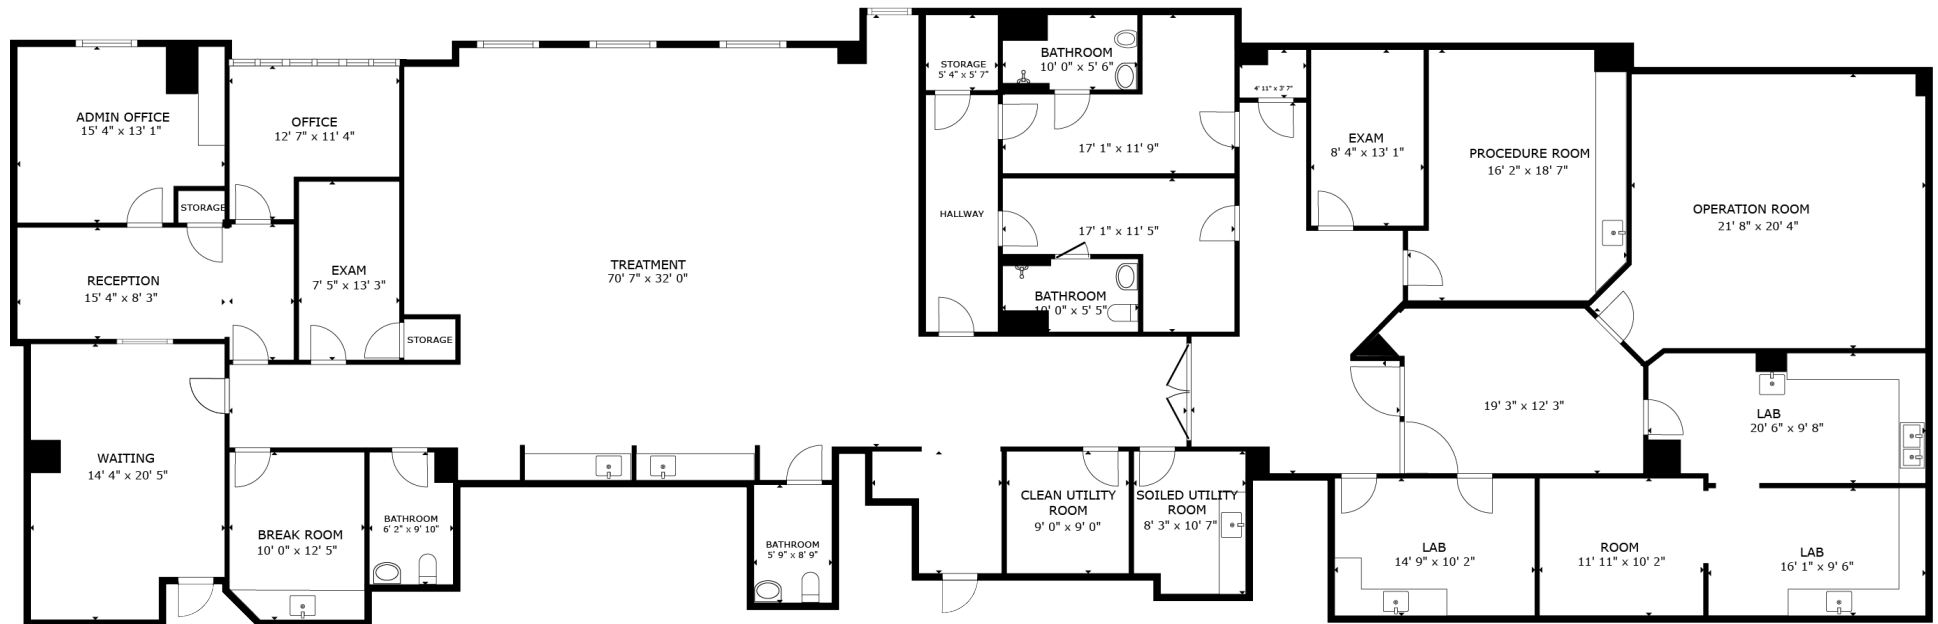 ADMIN OFFICE
15' 4" x 13' 1"
STORAGE
OFFICE
12' 7" x 11' 4"
RECEPTION
15' 4" x 8' 3"
EXAM
7' 5" x 13' 3"
STORAGE
WAITING
14' 4" x 20' 5"
BREAK ROOM
10' 0" x 12' 5"
BATHROOM
6' 2" x 9' 10"
TREATMENT
70' 7" x 32' 0"
BATHROOM
5' 9" x 8' 9"
STORAGE
5' 4" x 5' 7"
HALLWAY
BATHROOM
10' 0" x 5' 6"
17' 1" x 11' 9"
17' 1" x 11' 5"
BATHROOM
10' 0" x 5' 5"
CLEAN UTILITY
ROOM
9' 0" x 9' 0"
SOILED UTILITY
ROOM
8' 3" x 10' 7"
4' 11" x 3' 7"
EXAM
8' 4" x 13' 1"
PROCEDURE ROOM
16' 2" x 18' 7"
OPERATION ROOM
21' 8" x 20' 4"
19' 3" x 12' 3"
LAB
20' 6" x 9' 8"
LAB
14' 9" x 10' 2"
ROOM
11' 11" x 10' 2"
LAB
16' 1" x 9' 6"